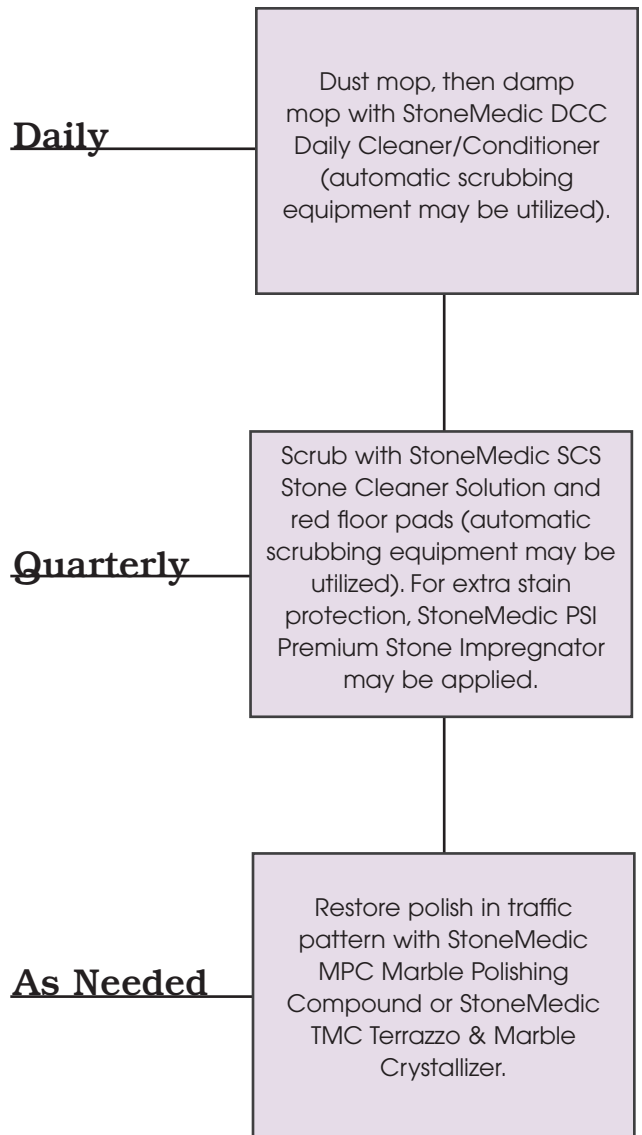 Daily
Dust mop, then damp
mop with StoneMedic DCC
Daily Cleaner/Conditioner
(automatic scrubbing
equipment may be utilized).
Quarterly
Scrub with StoneMedic SCS
Stone Cleaner Solution and
red floor pads (automatic
scrubbing equipment may be
utilized). For extra stain
protection, StoneMedic PSI
Premium Stone Impregnator
may be applied.
As Needed
Restore polish in traffic
pattern with StoneMedic
MPC Marble Polishing
Compound or StoneMedic
TMC Terrazzo & Marble
Crystallizer.